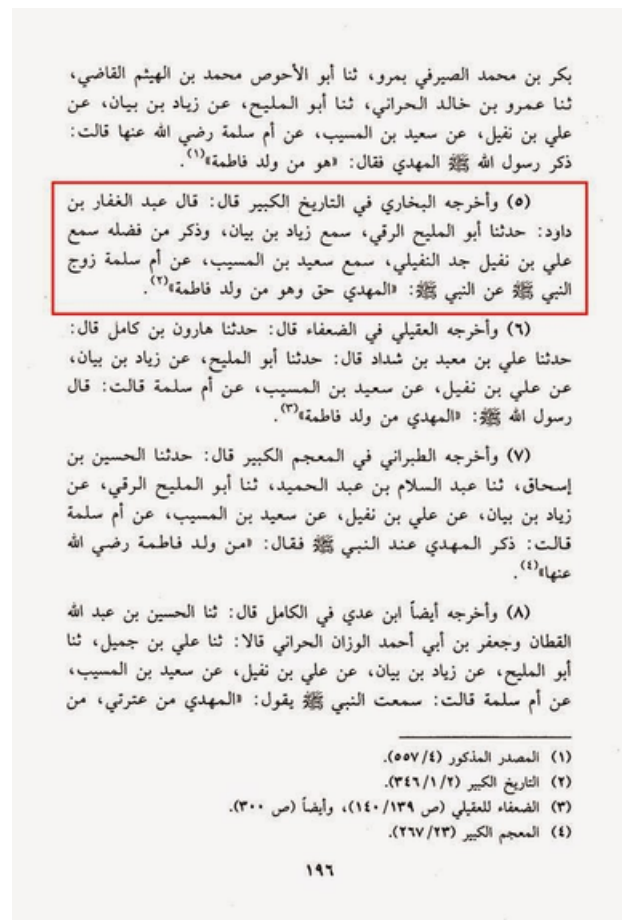 بكر بن محمد الصيرفي بمرو، ثنا أبو الأحوص محمد بن الهيثم القاضي،
ثنا عمرو بن خالد الحراني، ثنا أبو المليح، عن زياد بن بيان، عن
علي بن نفيل، عن سعيد بن المسيب، عن أم سلمة رضي الله عنها قالت:
ذكر رسول الله ﷺ المهدي فقال: «هو من ولد فاطمة»(١).
(٥) وأخرجه البخاري في التاريخ الكبير قال: قال عبد الغفار بن
داود: حدثنا أبو المليح الرقي، سمع زياد بن بيان، وذكر من فضله سمع
علي بن نفيل جد النفيلي، سمع سعيد بن المسيب، عن أم سلمة زوج
النبي ﷺ عن النبي ﷺ: «المهدي حق وهو من ولد فاطمة»(٢).
(٦) وأخرجه العقيلي في الضعفاء قال: حدثنا هارون بن كامل قال:
حدثنا علي بن معبد بن شداد قال: حدثنا أبو المليح، عن زياد بن بيان،
عن علي بن نفيل، عن سعيد بن المسيب، عن أم سلمة قالت: قال
رسول الله ﷺ: «المهدي من ولد فاطمة»(٣).
(٧) وأخرجه الطبراني في المعجم الكبير قال: حدثنا الحسين بن
إسحاق، ثنا عبد السلام بن عبد الحميد، ثنا أبو المليح الرقي، عن
زياد بن بيان، عن علي بن نفيل، عن سعيد بن المسيب، عن أم سلمة
قالت: ذكر المهدي عند النبي ﷺ فقال: «من ولد فاطمة رضي الله
عنها»(٤).
(٨) وأخرجه أيضاً ابن عدي في الكامل قال: ثنا الحسين بن عبد الله
القطان وجعفر بن أبي أحمد الوزان الحراني قالا: ثنا علي بن جميل، ثنا
أبو المليح، عن زياد بن بيان، عن علي بن نفيل، عن سعيد بن المسيب،
عن أم سلمة قالت: سمعت النبي ﷺ يقول: «المهدي من عترتي، من
(١) المصدر المذكور (٥٥٧/٤).
(٢) التاريخ الكبير (٣٤٦/١/٢).
(٣) الضعفاء للعقيلي (ص ١٤٠/١٣٩)، وأيضاً (ص ٣٠٠).
(٤) المعجم الكبير (٢٦٧/٢٣).
١٩٦